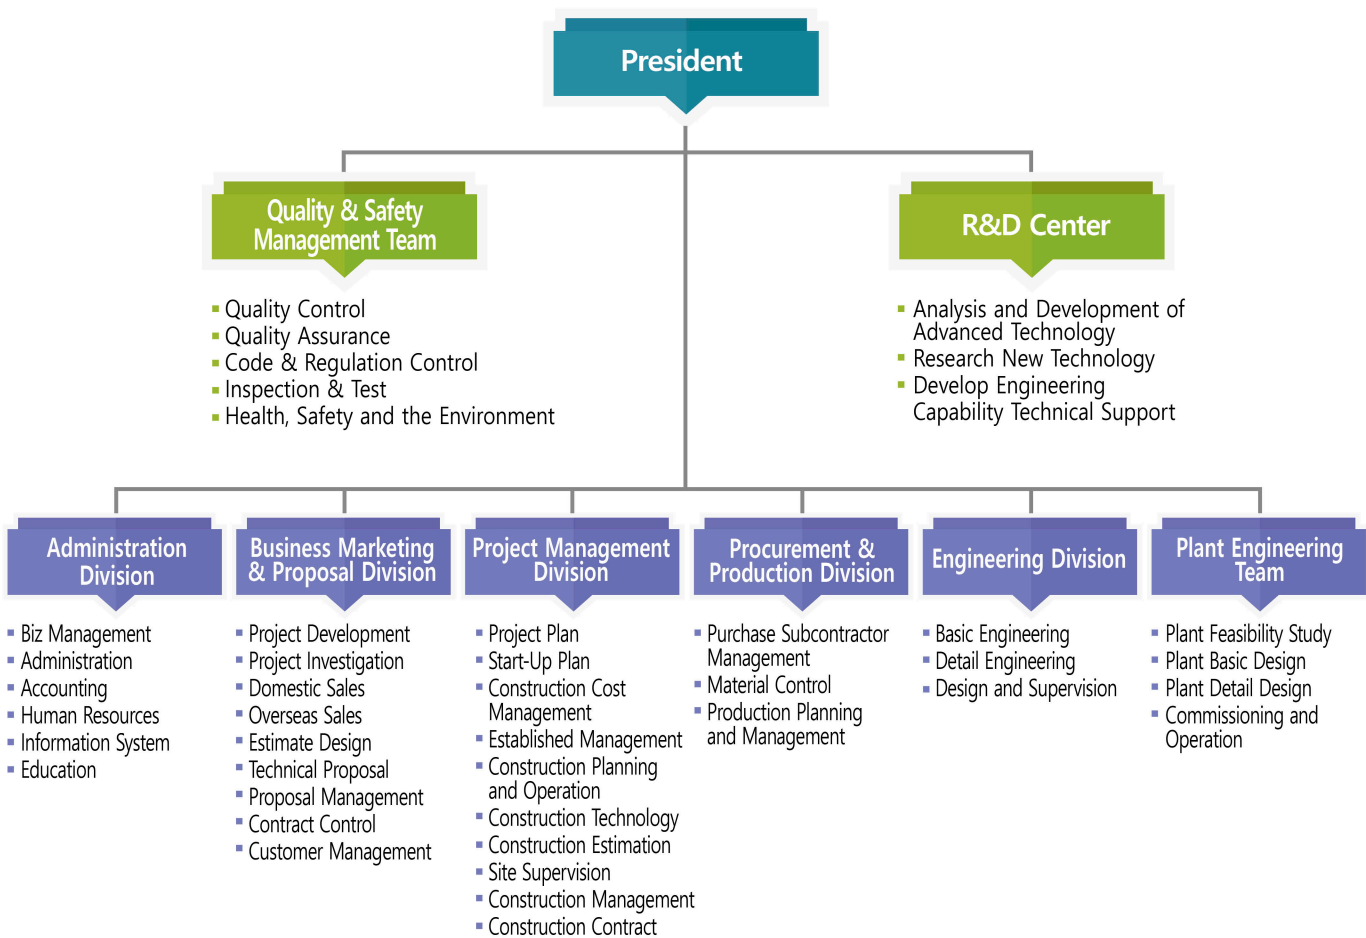 President
Quality & Safety
Management Team
Quality Control
Quality Assurance
Code & Regulation Control
Inspection & Test
Health, Safety and the Environment
R&D Center
Analysis and Development of
Advanced Technology
Research New Technology
Develop Engineering
Capability Technical Support
Administration
Division
Biz Management
Administration
Accounting
Human Resources
Information System
Education
Business Marketing
& Proposal Division
Project Development
Project Investigation
Domestic Sales
Overseas Sales
Estimate Design
Technical Proposal
Proposal Management
Contract Control
Customer Management
Project Management
Division
Project Plan
Start-Up Plan
Construction Cost
Management
Established Management
Construction Planning
and Operation
Construction Technology
Construction Estimation
Site Supervision
Construction Management
Construction Contract
Procurement &
Production Division
Purchase Subcontractor
Management
Material Control
Production Planning
and Management
Engineering Division
Basic Engineering
Detail Engineering
Design and Supervision
Plant Engineering
Team
Plant Feasibility Study
Plant Basic Design
Plant Detail Design
Commissioning and
Operation